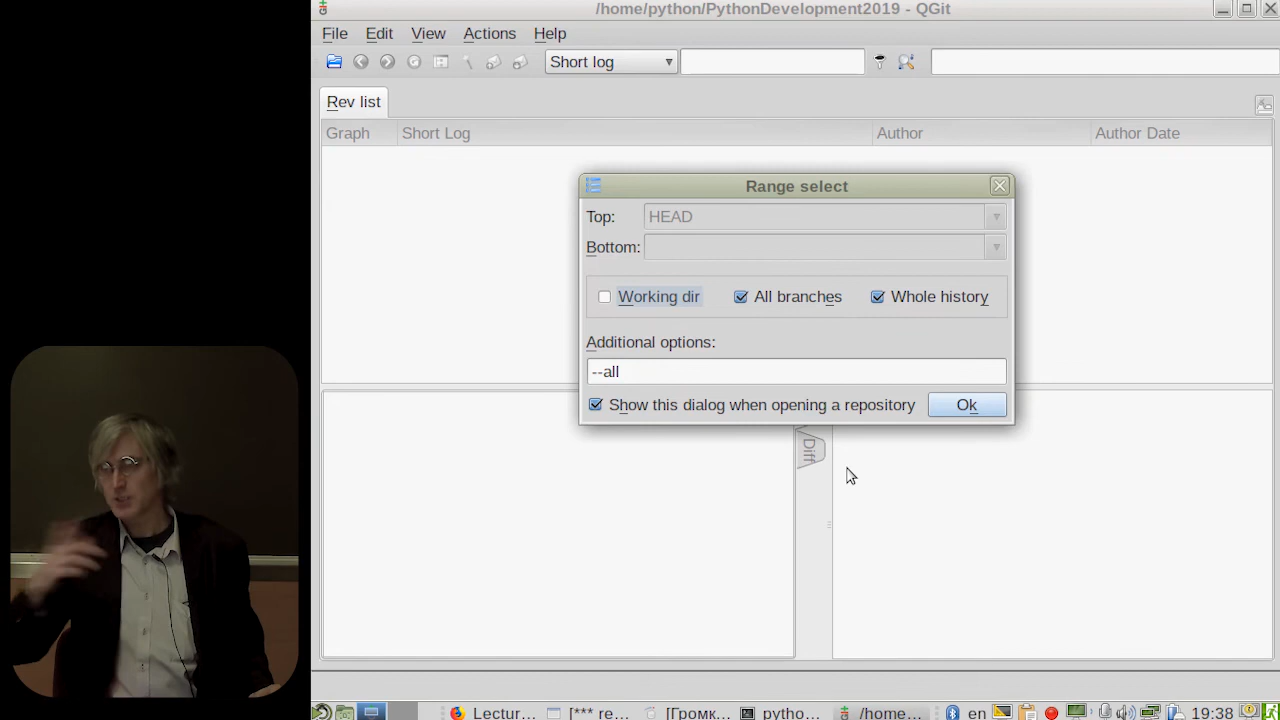 /home/python/PythonDevelopment2019 - QGit
File Edit View Actions Help
Short log
Rev list
Graph Short Log Author Author Date
Range select
Top: HEAD
Bottom:
Working dir All branches Whole history
Additional options:
--all
Show this dialog when opening a repository Ok
Diff
Lectur... [*** re... [Громк... pytho... /home... en 19:38